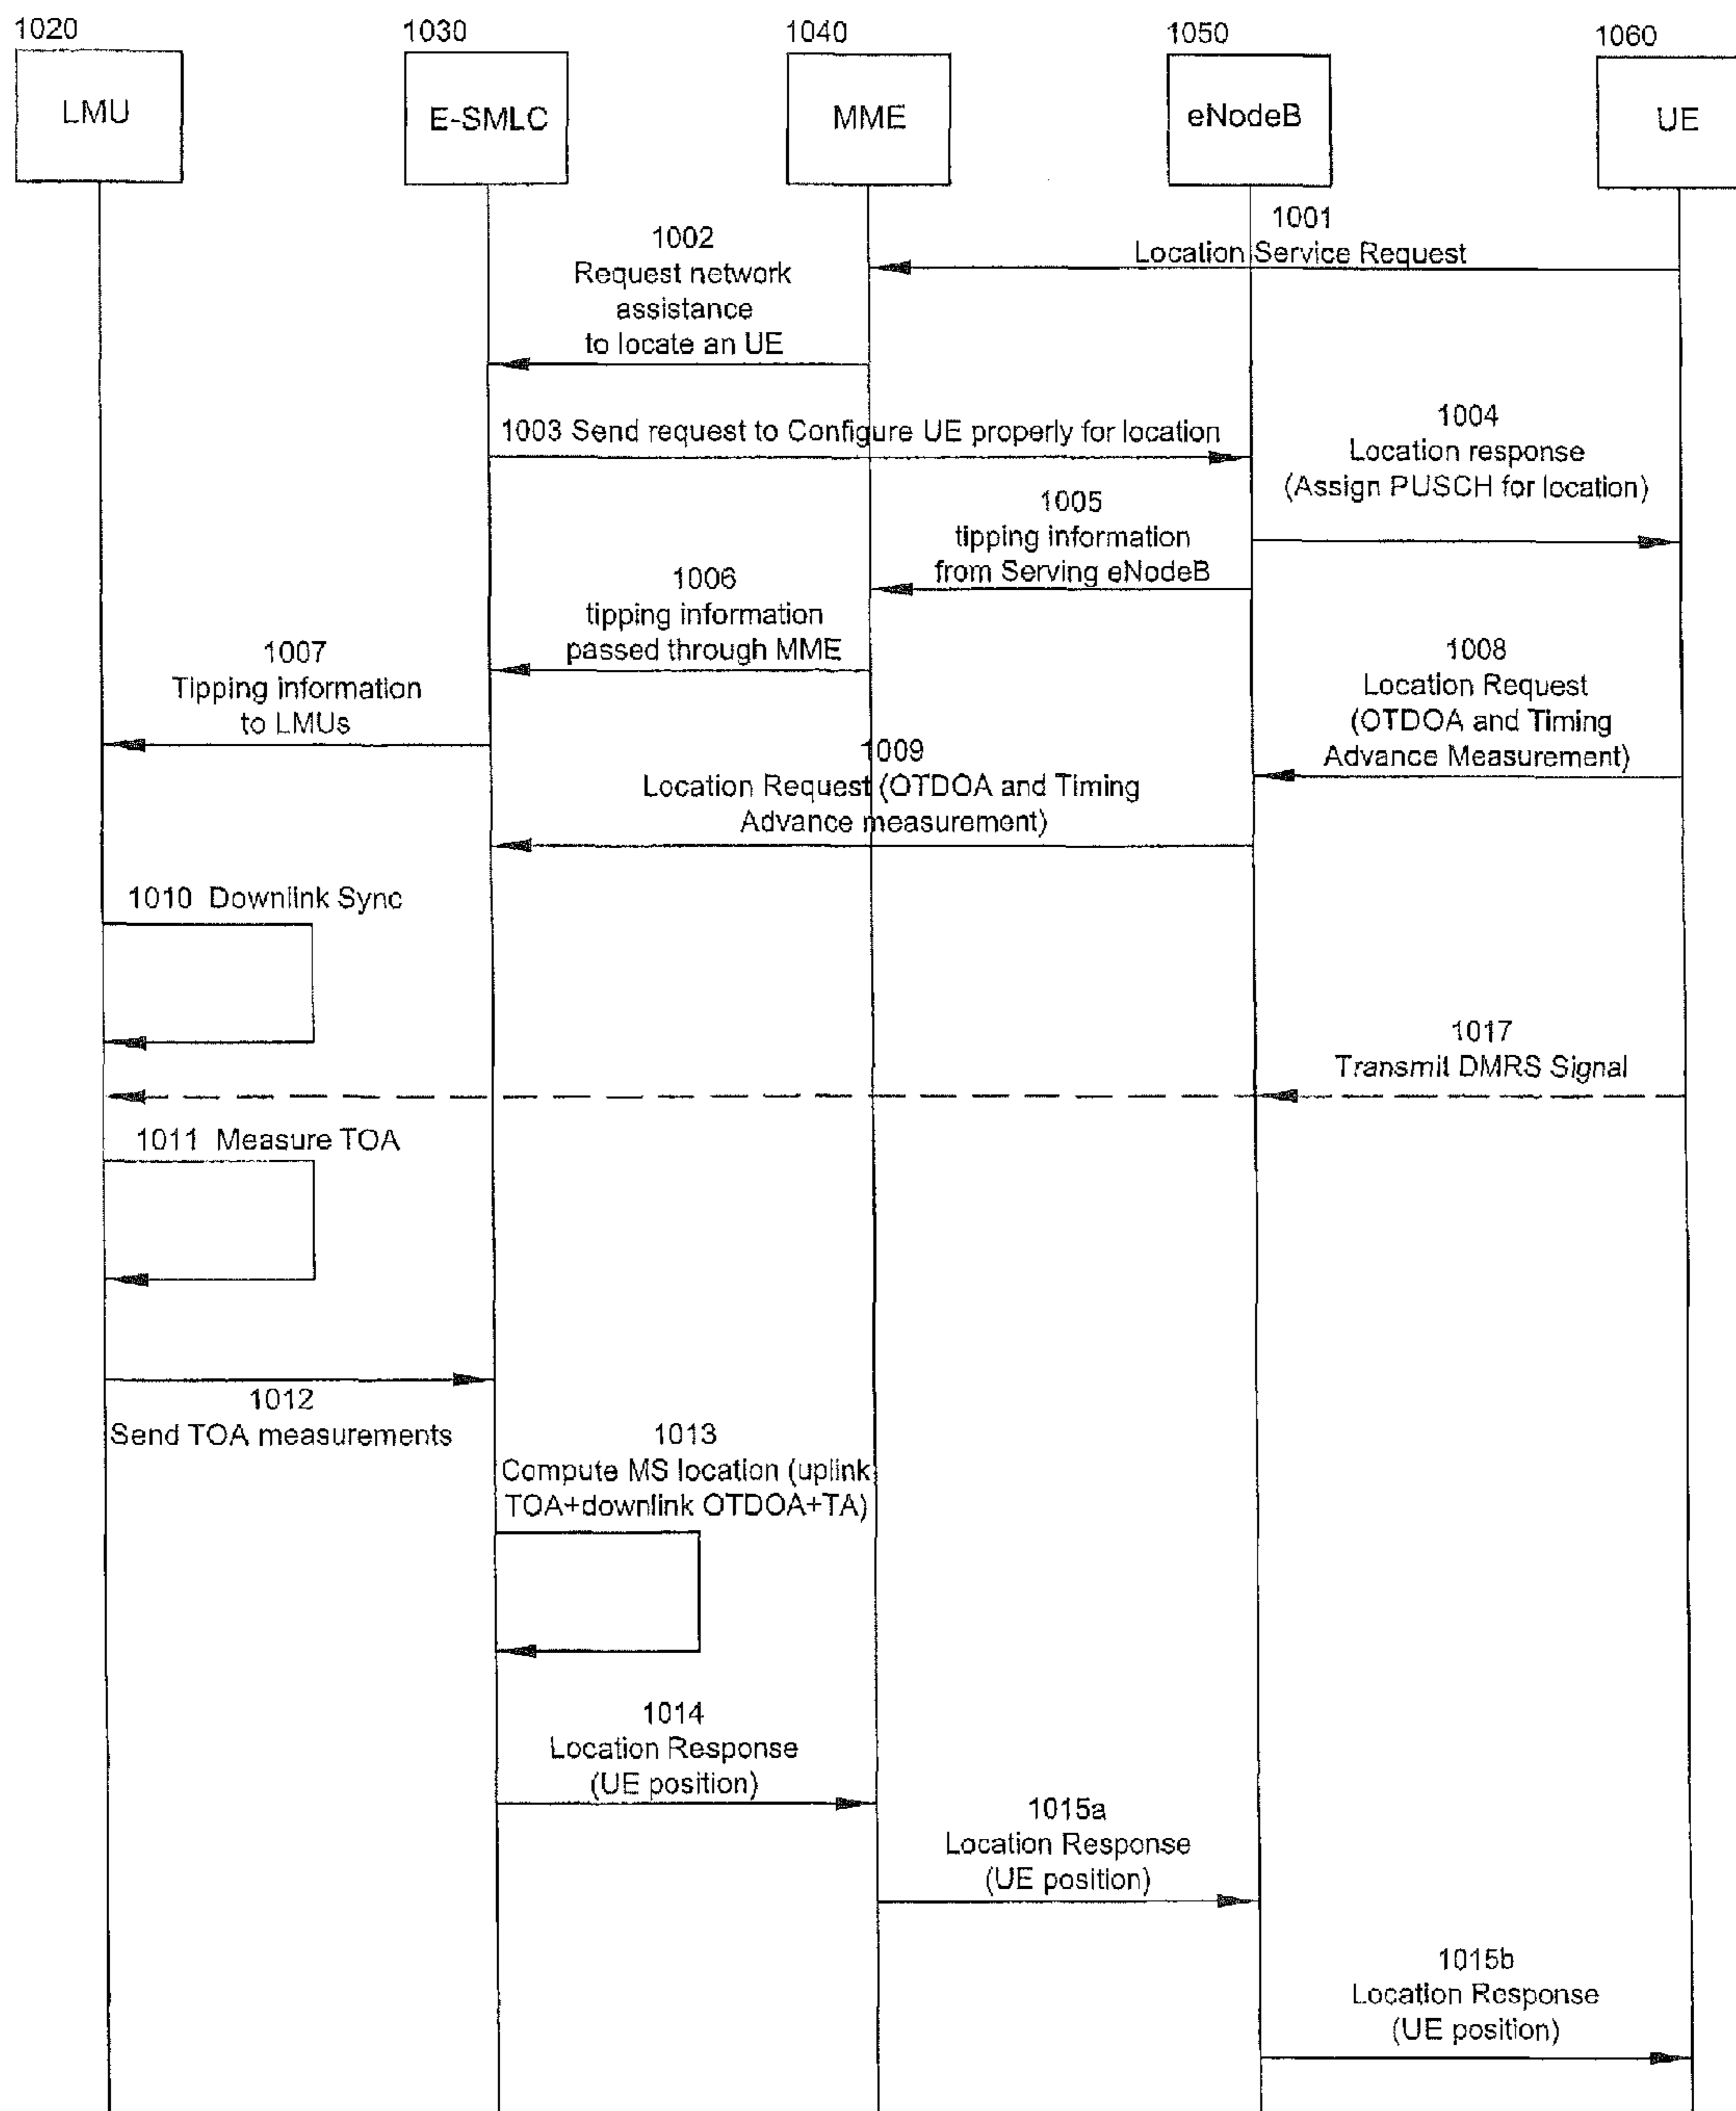 1020
1030
1040
1050
1060
LMU
E-SMLC
MME
eNodeB
UE
1001
Location Service Request
1002
Request network
assistance
to locate an UE
1003 Send request to Configure UE properly for location
1004
Location response
(Assign PUSCH for location)
1005
tipping information
from Serving eNodeB
1006
tipping information
passed through MME
1007
Tipping information
to LMUs
1008
Location Request
(OTDOA and Timing
Advance Measurement)
1009
Location Request (OTDOA and Timing
Advance measurement)
1010 Downlink Sync
1017
Transmit DMRS Signal
1011 Measure TOA
1012
Send TOA measurements
1013
Compute MS location (uplink
TOA+downlink OTDOA+TA)
1014
Location Response
(UE position)
1015a
Location Response
(UE position)
1015b
Location Response
(UE position)